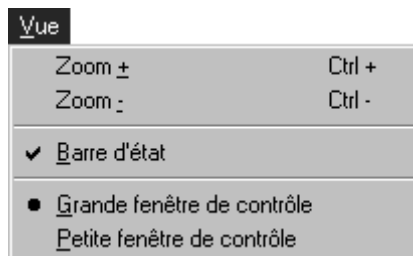 Vue
Zoom + Ctrl +
Zoom - Ctrl -
Barre d'état
Grande fenêtre de contrôle
Petite fenêtre de contrôle